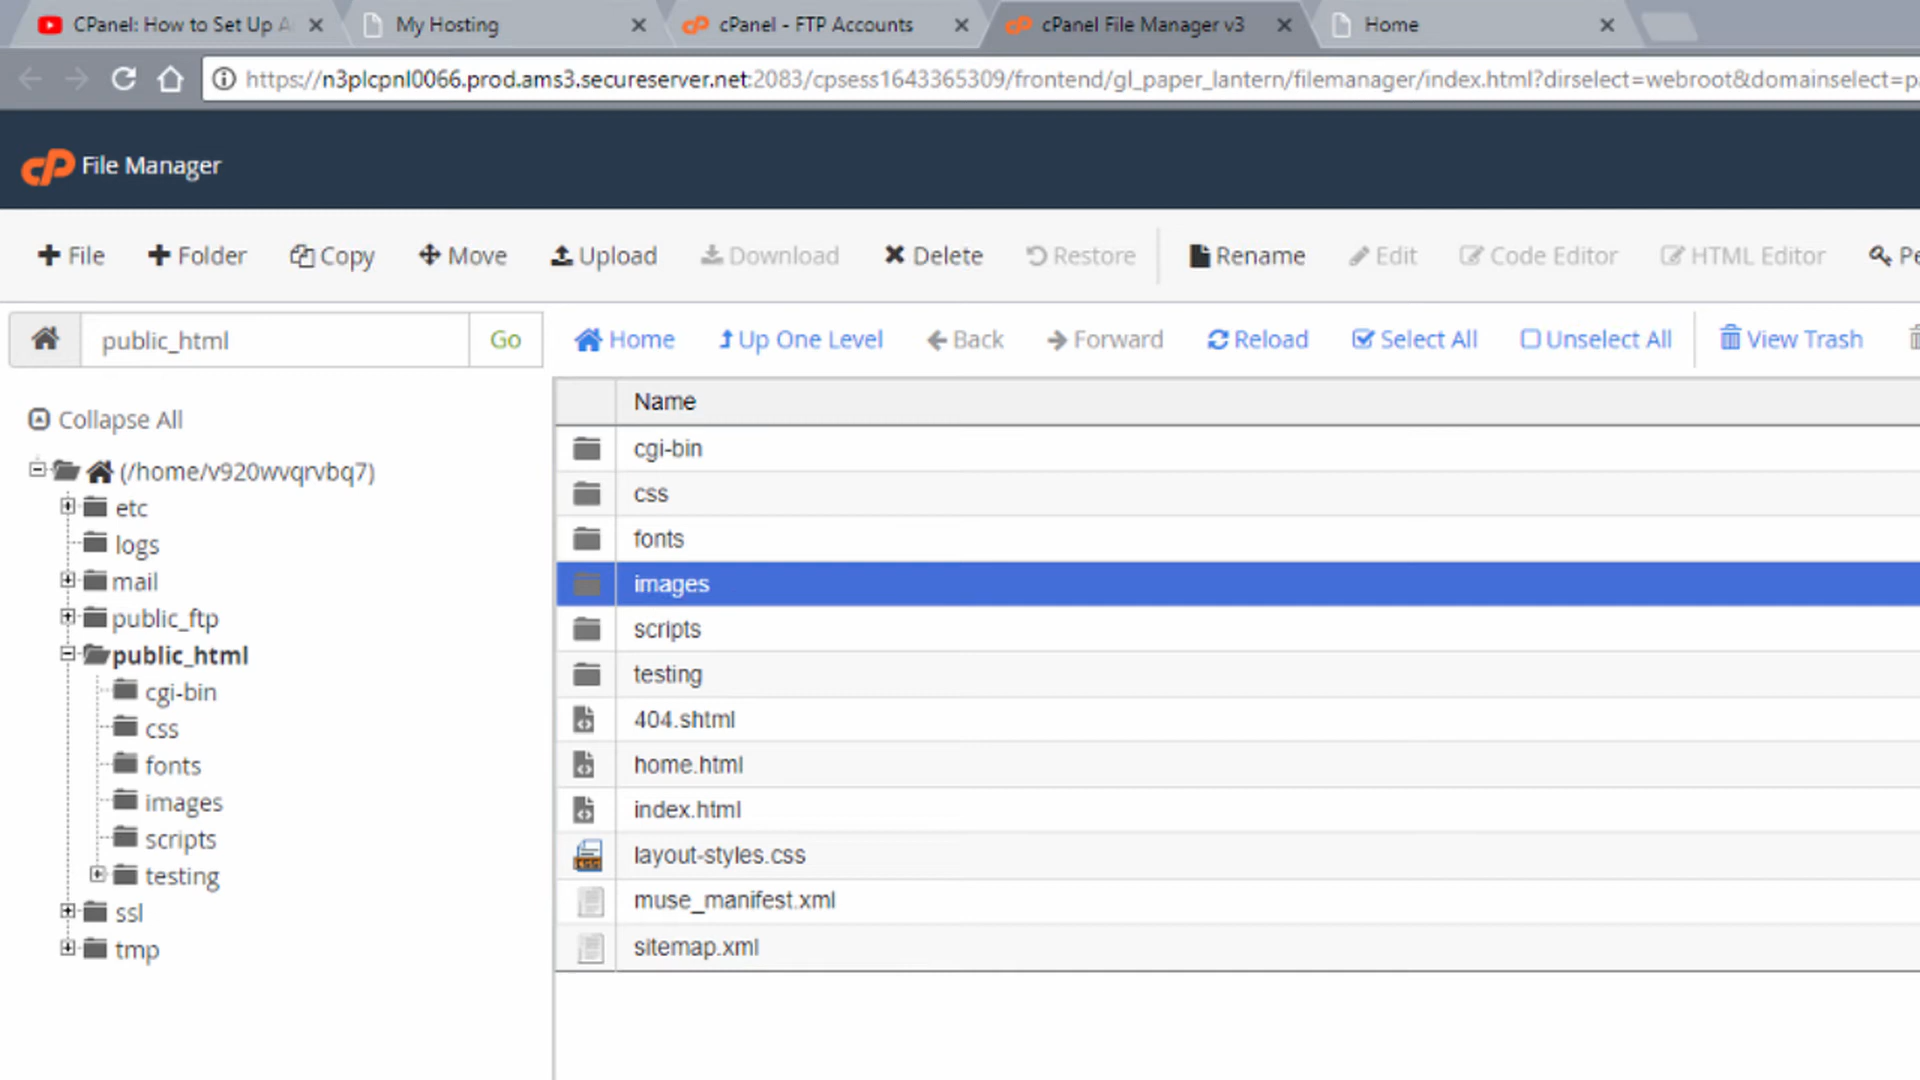 CPanel: How to Set Up A
My Hosting
cPanel - FTP Accounts
cPanel File Manager v3
Home
https://n3plcpnl0066.prod.ams3.secureserver.net:2083/cpsess1643365309/frontend/gl_paper_lantern/filemanager/index.html?dirselect=webroot&domainselect=p
cP File Manager
File Folder Copy Move Upload Download Delete Restore Rename Edit Code Editor HTML Editor Pe
public_html Go Home Up One Level Back Forward Reload Select All Unselect All View Trash
Collapse All
(/home/v920wvqrvbq7)
etc
logs
mail
public_ftp
public_html
cgi-bin
css
fonts
images
scripts
testing
ssl
tmp
Name
cgi-bin
css
fonts
images
scripts
testing
404.shtml
home.html
index.html
layout-styles.css
muse_manifest.xml
sitemap.xml